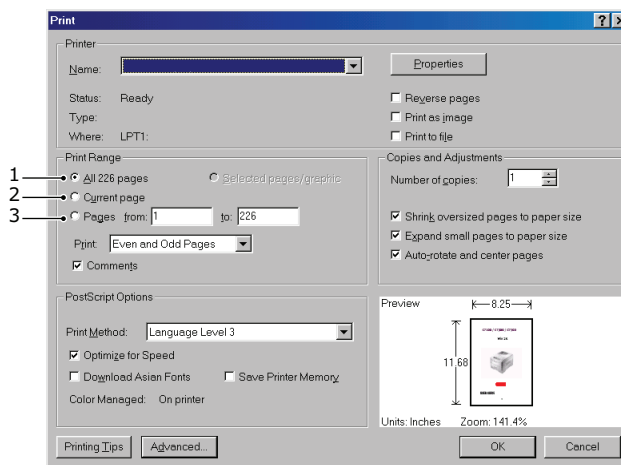 Print
Printer
Name:
Properties
Status: Ready
Reverse pages
Type:
Print as image
Where: LPT1:
Print to file
Print Range
Copies and Adjustments
1
All 226 pages
Selected pages/graphic
Number of copies: 1
2
Current page
3
Pages from: 1 to: 226
Shrink oversized pages to paper size
Print: Even and Odd Pages
Expand small pages to paper size
Comments
Auto-rotate and center pages
PostScript Options
Preview
8.25
Print Method: Language Level 3
Optimize for Speed
11.68
Download Asian Fonts
Save Printer Memory
Color Managed: On printer
Units: Inches Zoom: 141.4%
Printing Tips
Advanced...
OK
Cancel